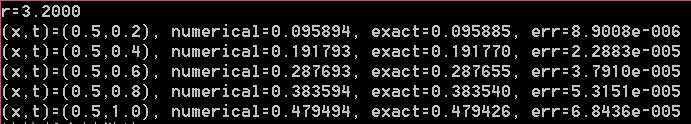 r=3.2000
(x,t)=(0.5,0.2), numerical=0.095894, exact=0.095885, err=8.9008e-006
(x,t)=(0.5,0.4), numerical=0.191793, exact=0.191770, err=2.2883e-005
(x,t)=(0.5,0.6), numerical=0.287693, exact=0.287655, err=3.7910e-005
(x,t)=(0.5,0.8), numerical=0.383594, exact=0.383540, err=5.3151e-005
(x,t)=(0.5,1.0), numerical=0.479494, exact=0.479426, err=6.8436e-005